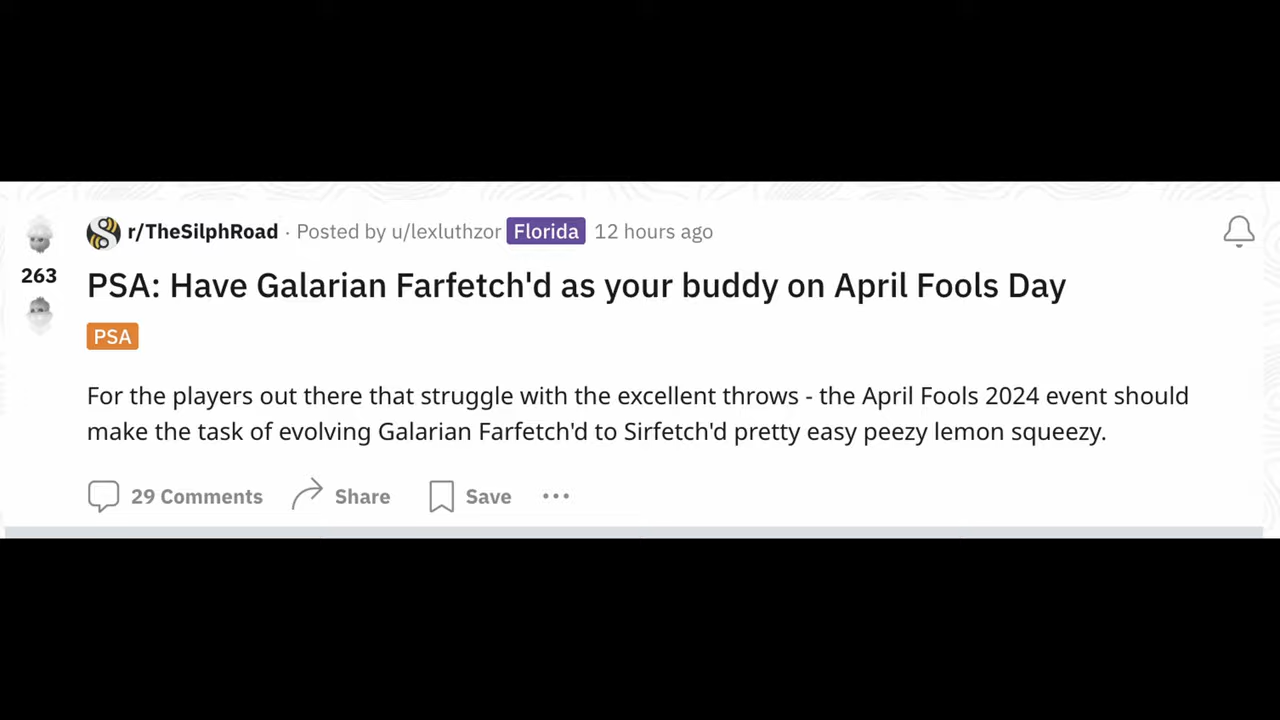 r/TheSilphRoad · Posted by u/lexluthzor Florida 12 hours ago
263
PSA: Have Galarian Farfetch'd as your buddy on April Fools Day
PSA
For the players out there that struggle with the excellent throws - the April Fools 2024 event should
make the task of evolving Galarian Farfetch'd to Sirfetch'd pretty easy peezy lemon squeezy.
29 Comments Share Save ···